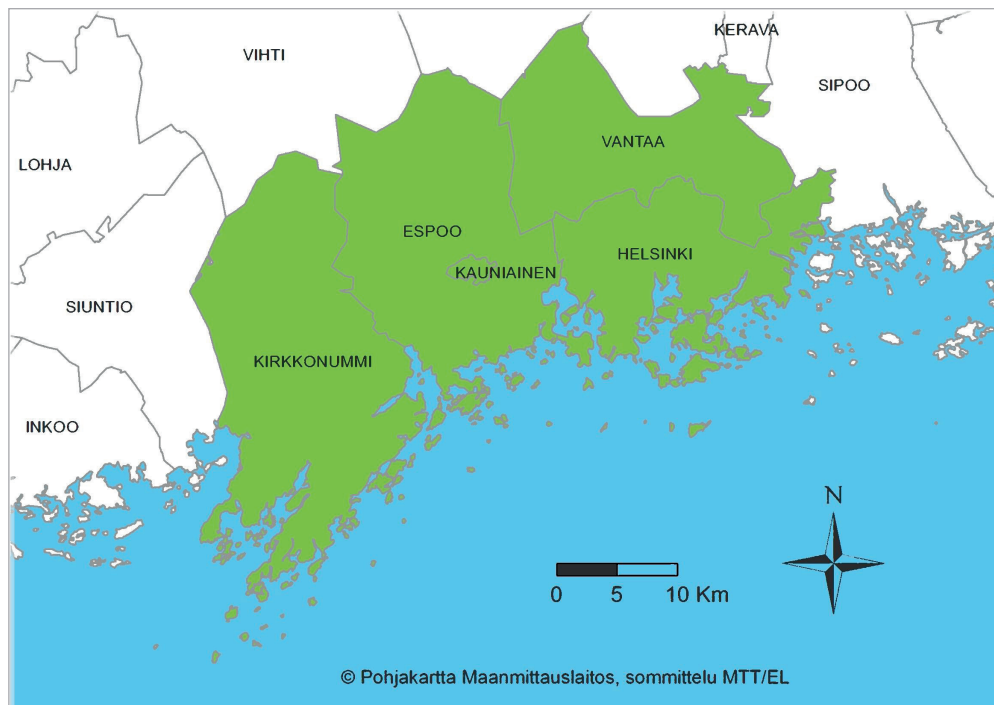 KERAVA
VIHTI
SIPOO
VANTAA
LOHJA
ESPOO
HELSINKI
KAUNIAINEN
SIUNTIO
KIRKKONUMMI
INKOO
N
0 5 10 Km
© Pohjakartta Maanmittauslaitos, sommittelu MTT/EL